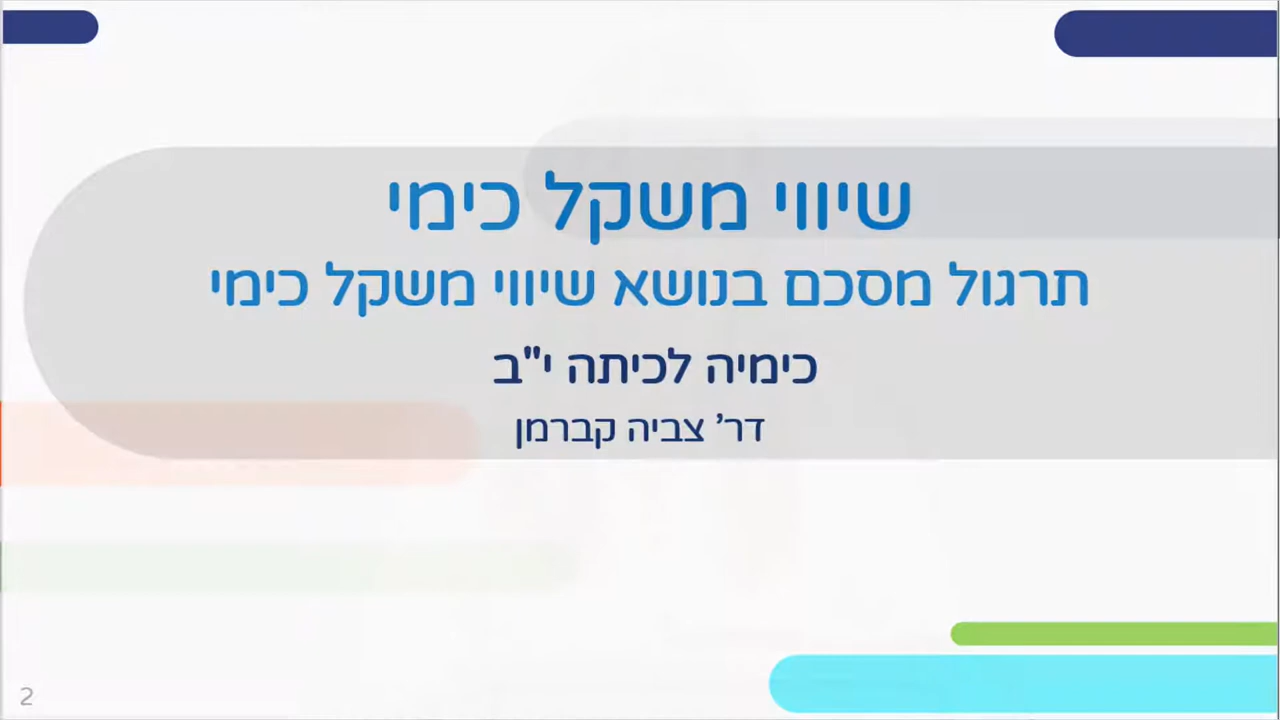 שיווי משקל כימי
תרגול מסכם בנושא שיווי משקל כימי
כימיה לכיתה י"ב
דר' צביה קברמן
2